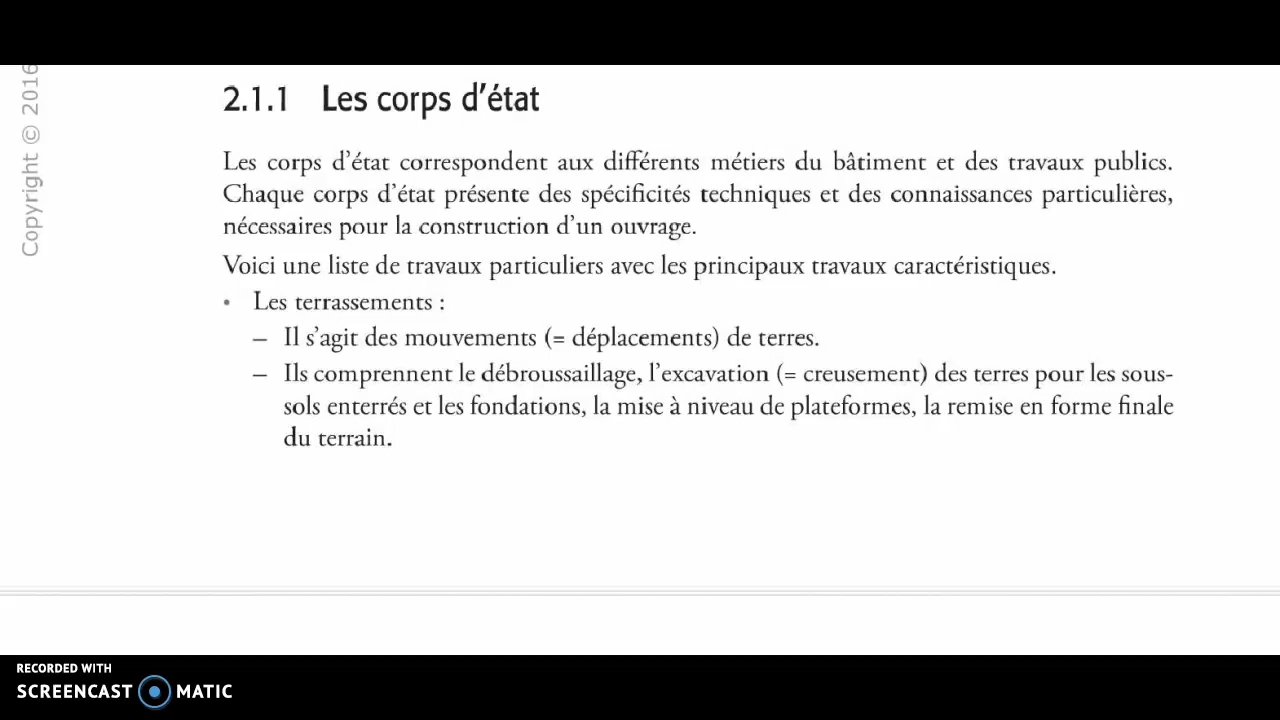 Copyright © 2016
2.1.1 Les corps d'état
Les corps d'état correspondent aux différents métiers du bâtiment et des travaux publics.
Chaque corps d'état présente des spécificités techniques et des connaissances particulières,
nécessaires pour la construction d'un ouvrage.
Voici une liste de travaux particuliers avec les principaux travaux caractéristiques.
• Les terrassements :
– Il s'agit des mouvements (= déplacements) de terres.
– Ils comprennent le débroussaillage, l'excavation (= creusement) des terres pour les sous-
sols enterrés et les fondations, la mise à niveau de plateformes, la remise en forme finale
du terrain.
RECORDED WITH
SCREENCAST MATIC